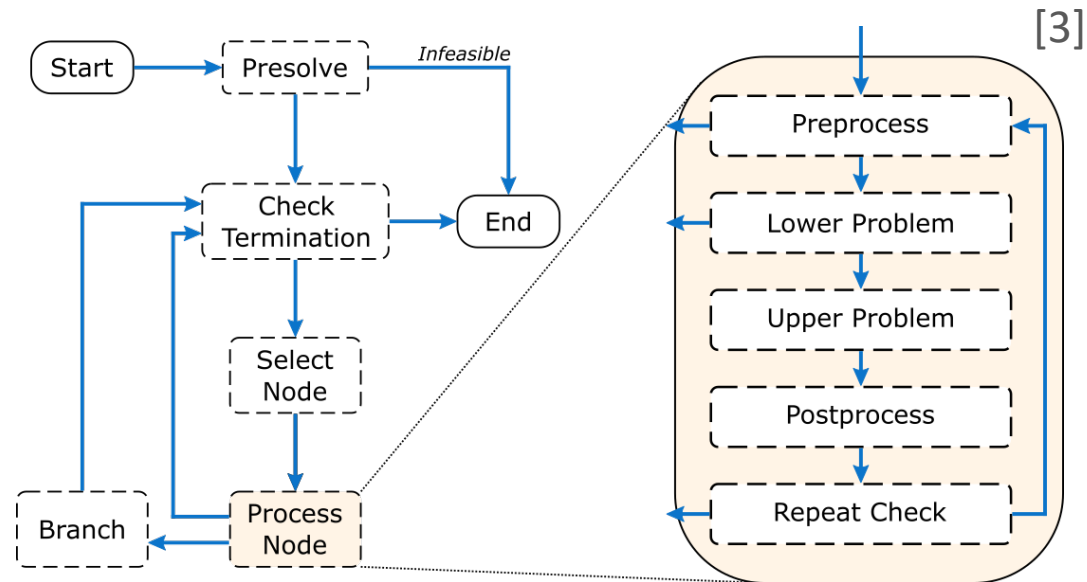 [3]
Start
Presolve
Infeasible
Check
Termination
End
Select
Node
Branch
Process
Node
Preprocess
Lower Problem
Upper Problem
Postprocess
Repeat Check